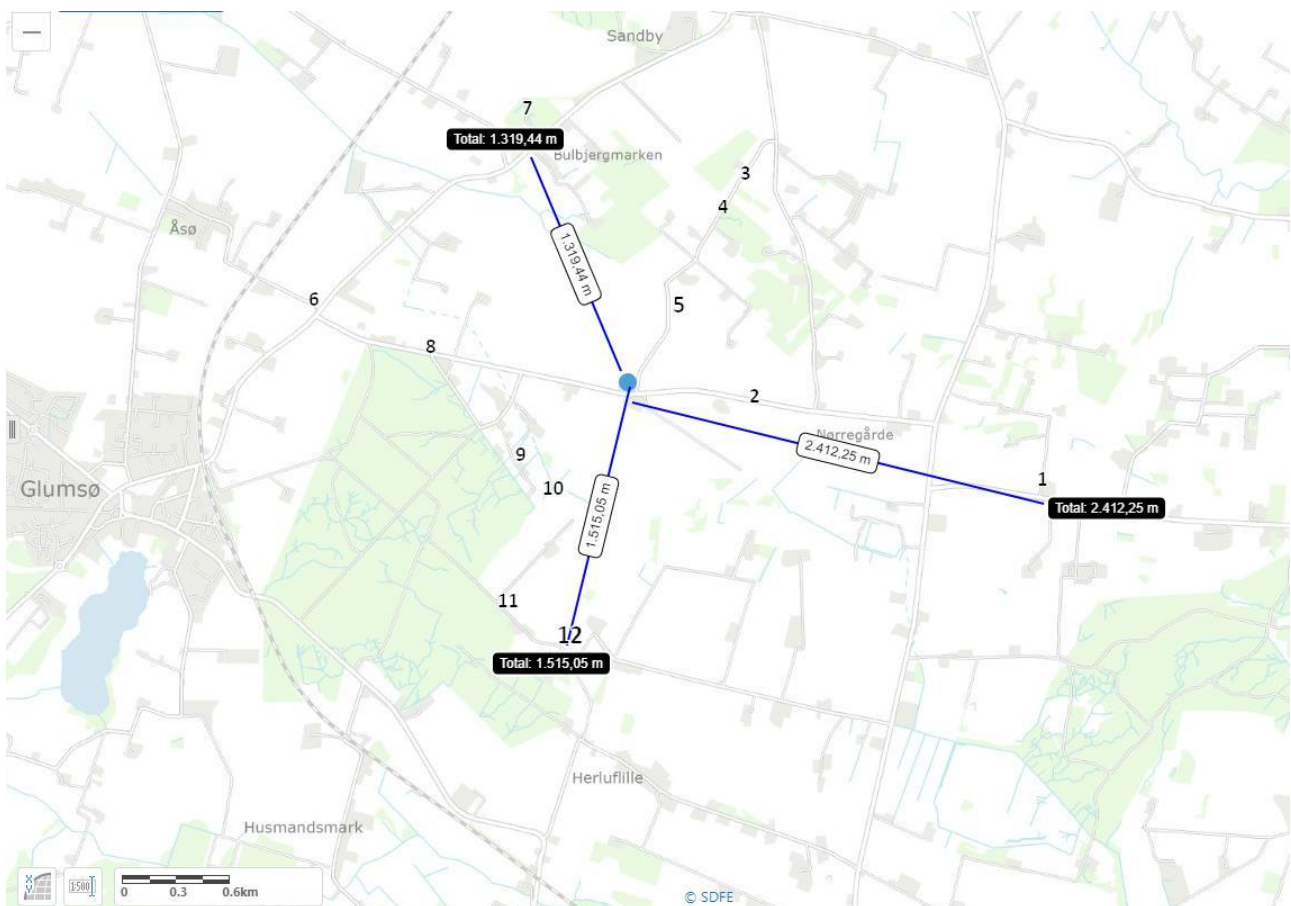 Sandby
7
Total: 1.319,44 m
Bulbjergmarken
3
4
Åsø
1.319,44 m
6
5
8
2
Nørregårde
2.412,25 m
9
1
Glumsø
10
Total: 2.412,25 m
1.515,05 m
11
12
Total: 1.515,05 m
Herluflille
Husmandsmark
X
Y
1:500
0 0.3 0.6km
© SDFE